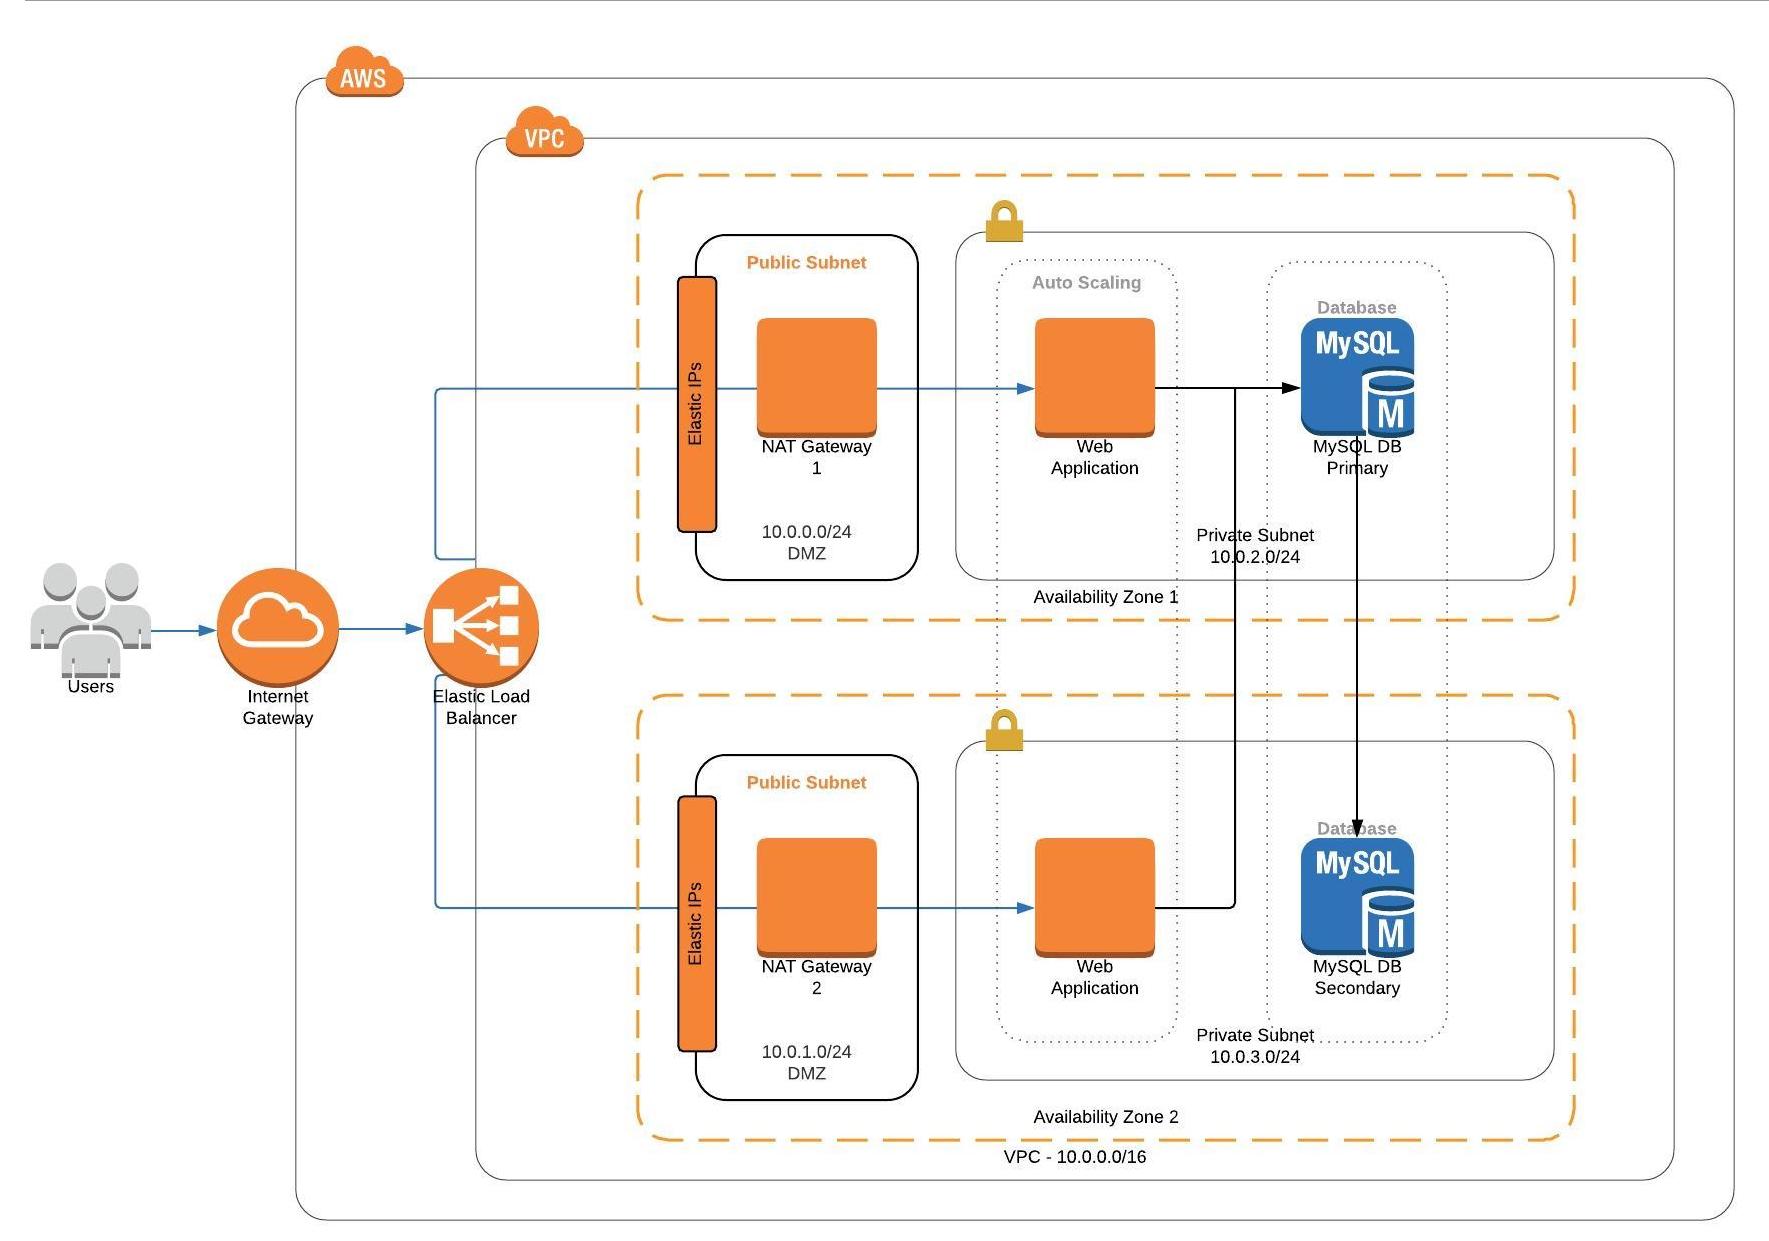 AWS
VPC
Public Subnet
Elastic IPs
NAT Gateway
1
10.0.0.0/24
DMZ
Auto Scaling
Web
Application
Database
MySQL
M
MySQL DB
Primary
Private Subnet
10.0.2.0/24
Availability Zone 1
Users
Internet
Gateway
Elastic Load
Balancer
Public Subnet
Elastic IPs
NAT Gateway
2
10.0.1.0/24
DMZ
Web
Application
Database
MySQL
M
MySQL DB
Secondary
Private Subnet
10.0.3.0/24
Availability Zone 2
VPC - 10.0.0.0/16